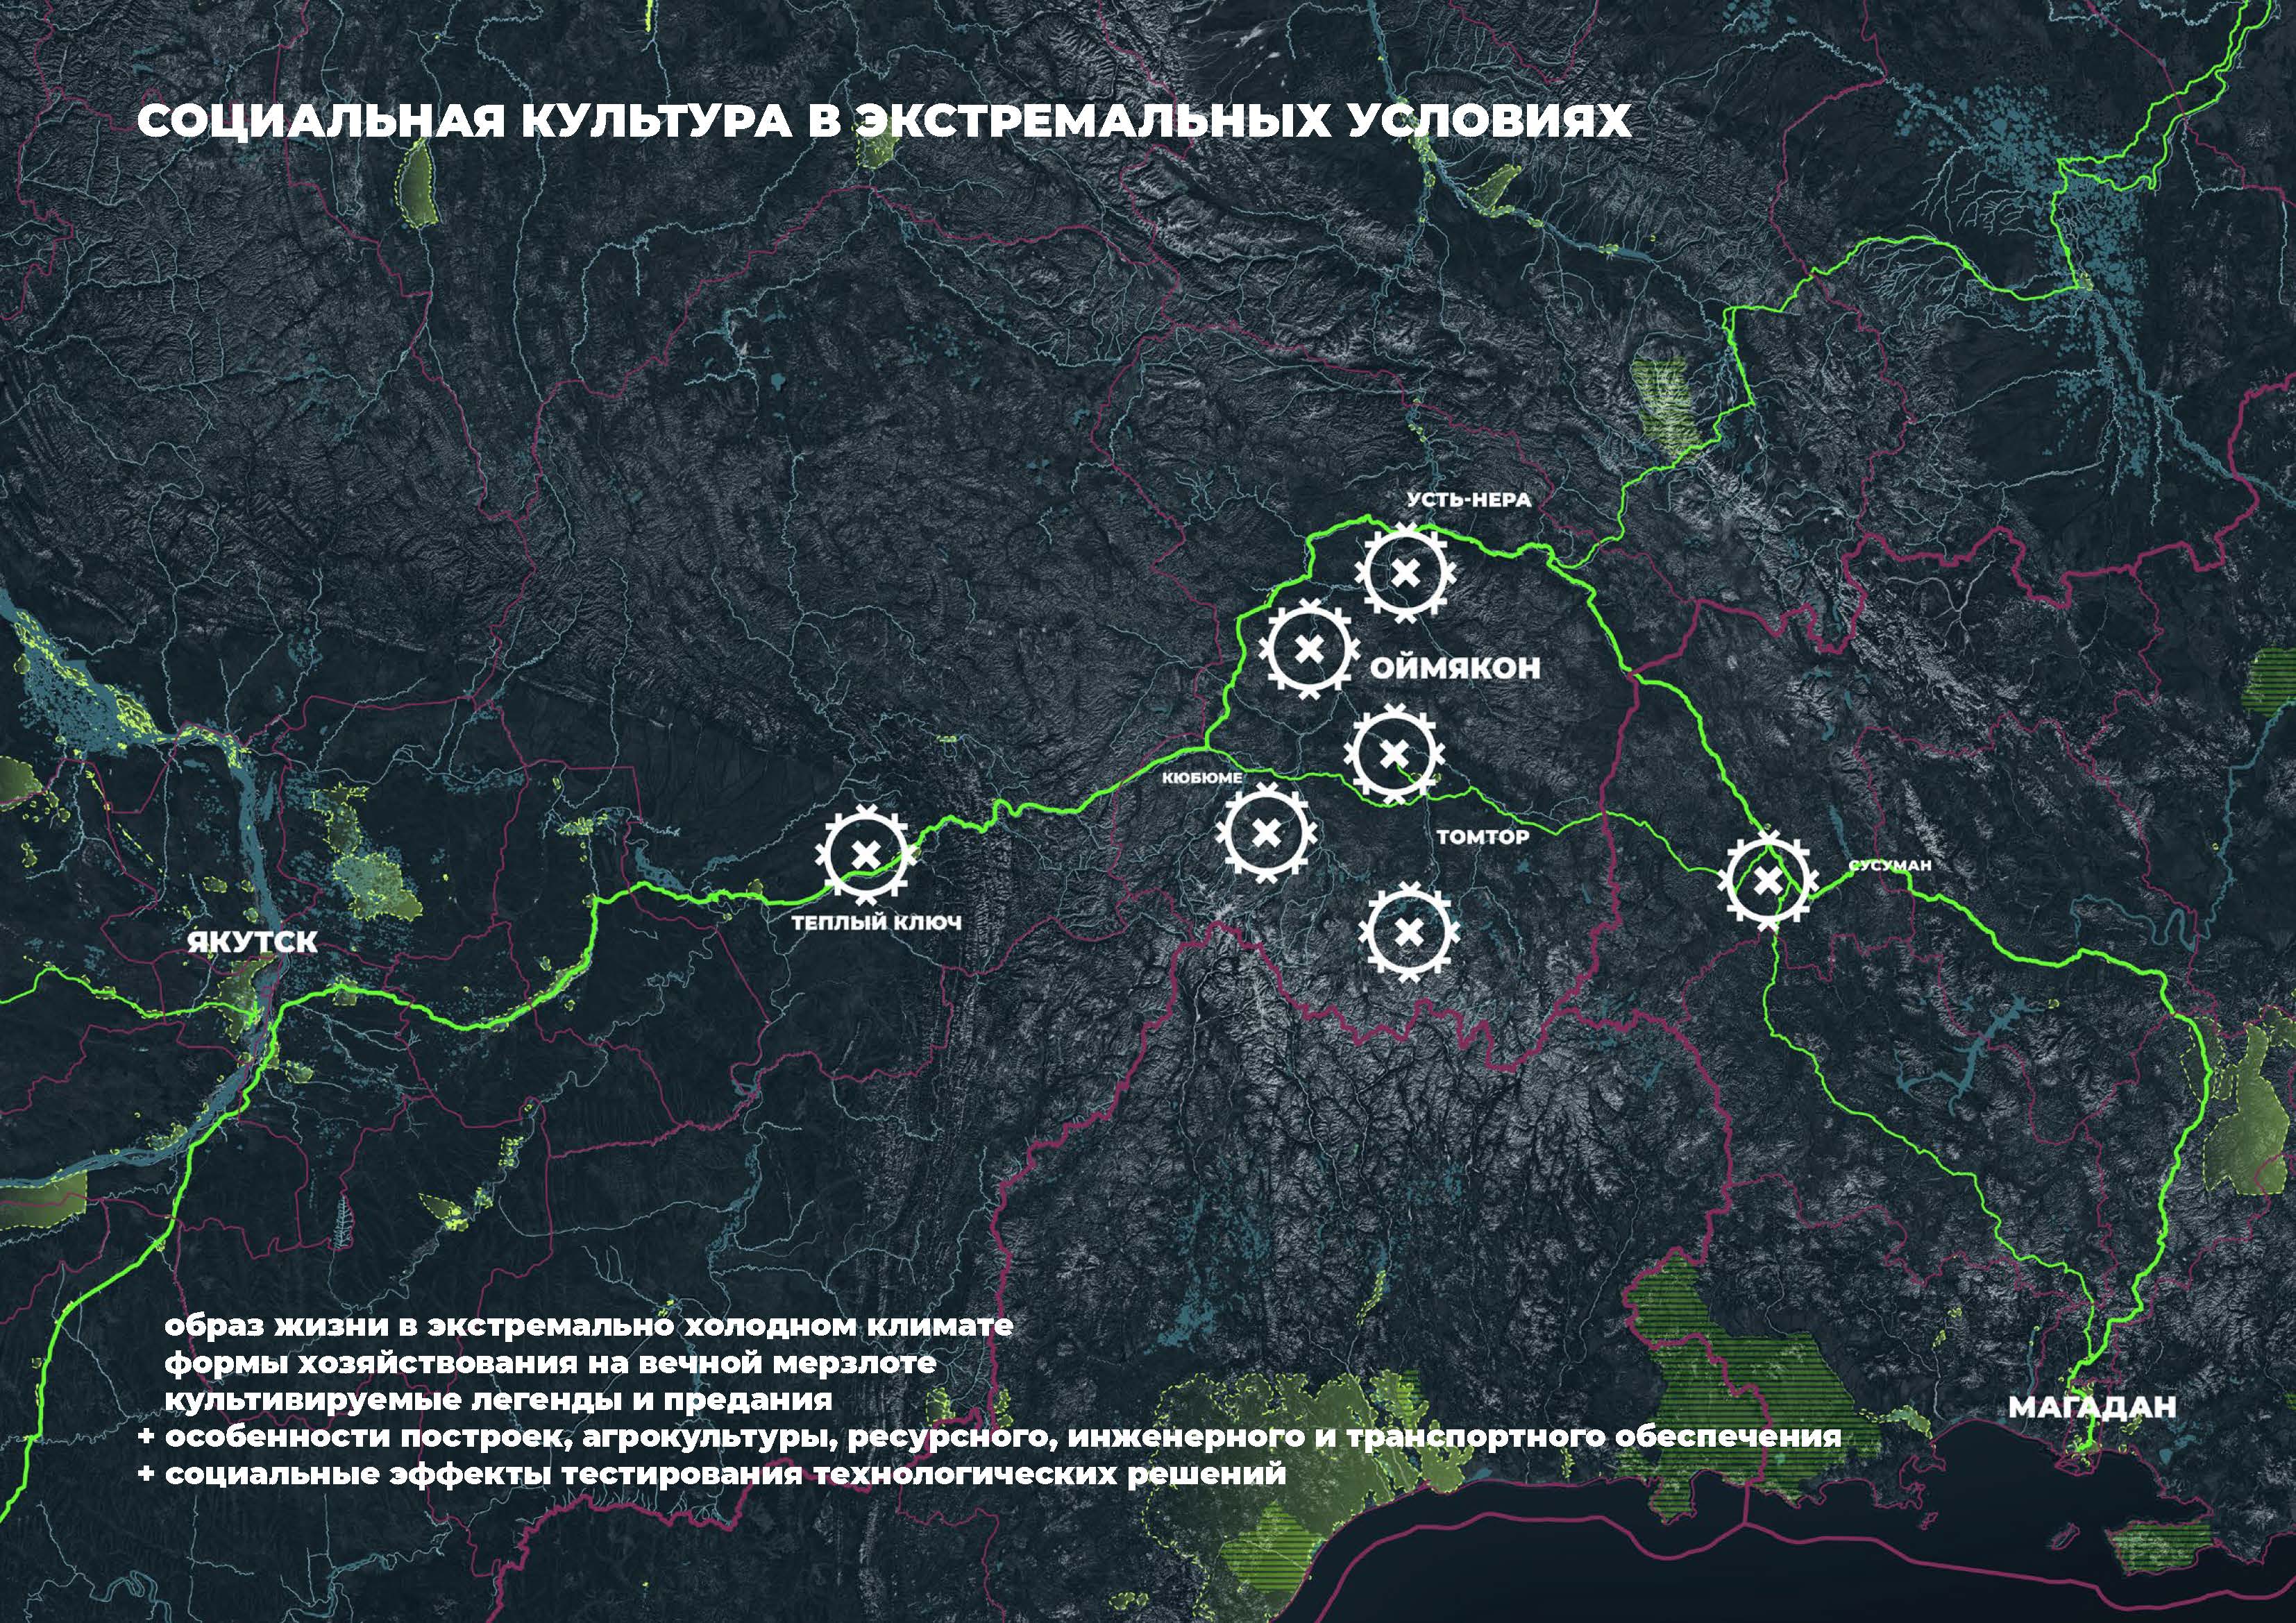 СОЦИАЛЬНАЯ КУЛЬТУРА В ЭКСТРЕМАЛЬНЫХ УСЛОВИЯХ
УСТЬ-НЕРА
ОЙМЯКОН
КЮБЮМЕ
ТОМТОР
СУСУМАН
ТЕПЛЫЙ КЛЮЧ
ЯКУТСК
образ жизни в экстремально холодном климате
формы хозяйствования на вечной мерзлоте
культивируемые легенды и предания
+ особенности построек, агрокультуры, ресурсного, инженерного и транспортного обеспечения
+ социальные эффекты тестирования технологических решений
МАГАДАН